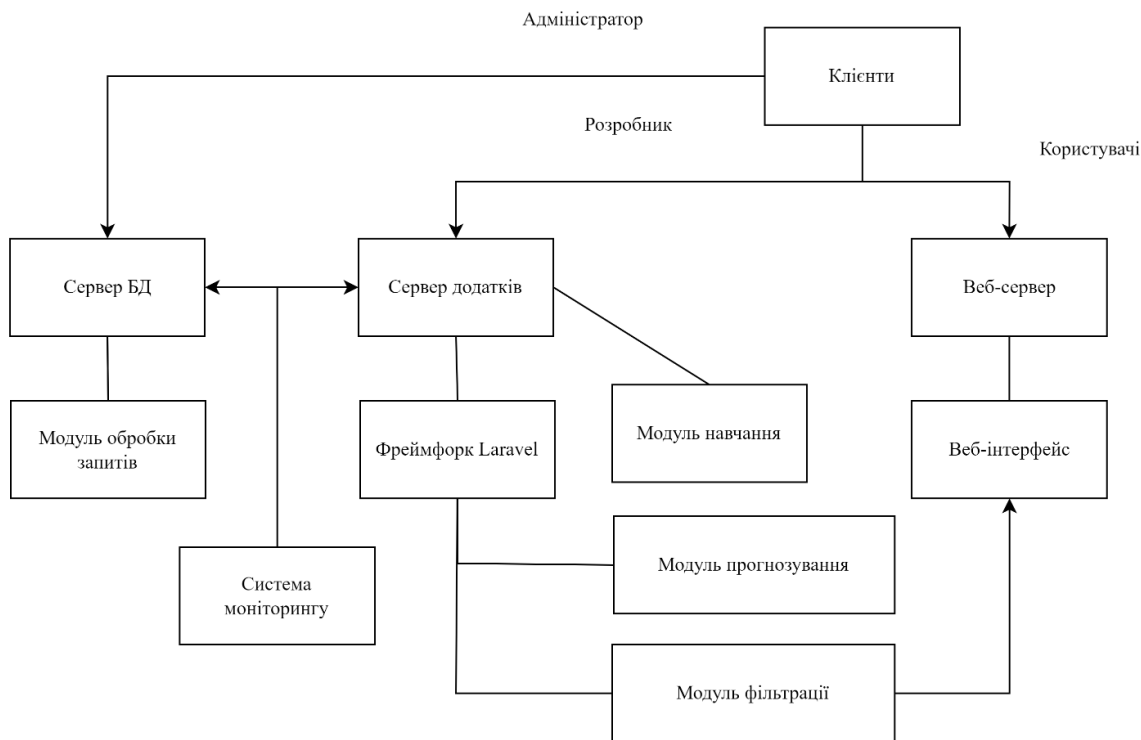 Адміністратор
Клієнти
Розробник
Користувачі
Сервер БД
Сервер додатків
Веб-сервер
Модуль обробки
запитів
Фреймфорк Laravel
Модуль навчання
Веб-інтерфейс
Модуль прогнозування
Система
моніторингу
Модуль фільтрації